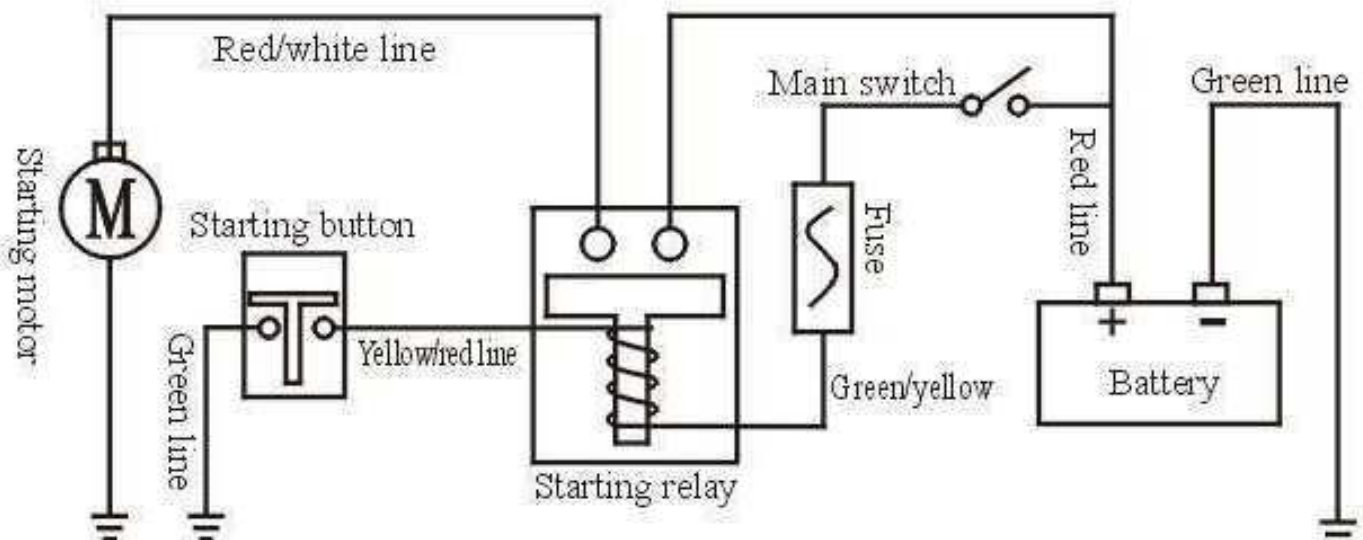 Red/white line
Main switch
Green line
Red line
Starting motor
M
Starting button
Fuse
Green line
Yellow/red line
Green/yellow
+
-
Battery
Starting relay